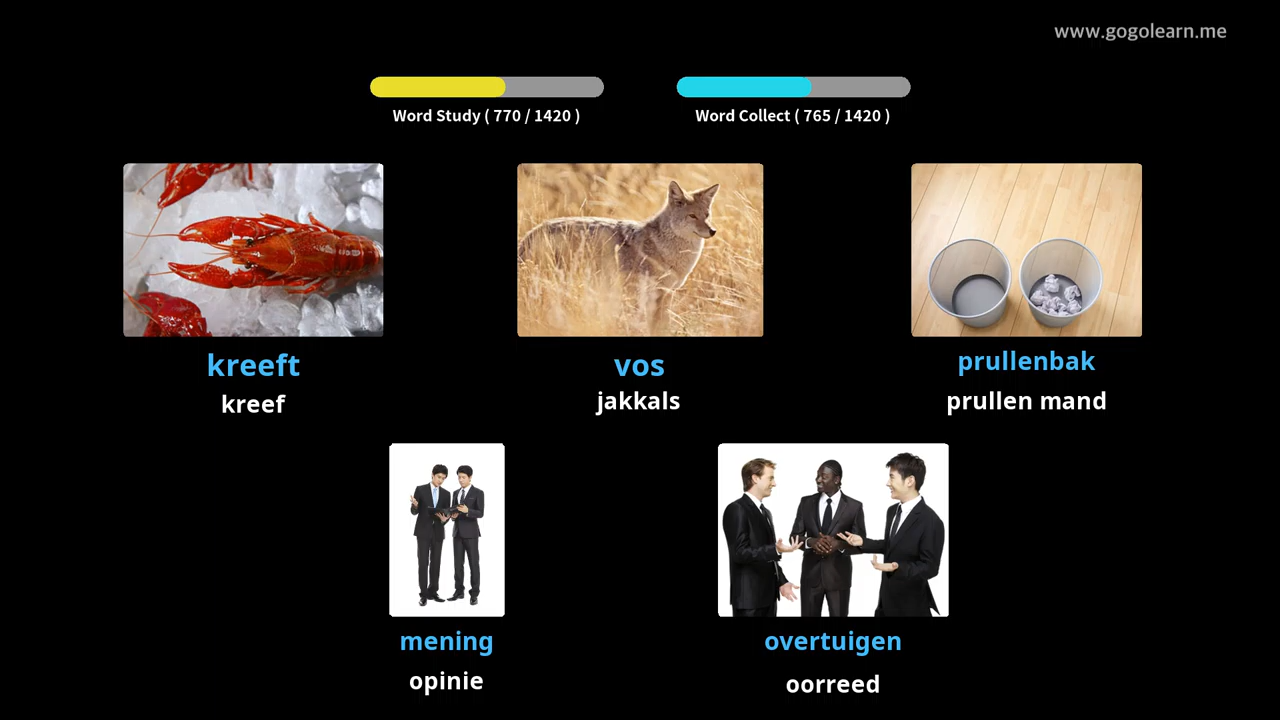 www.gogolearn.me
Word Study ( 770 / 1420 )
Word Collect ( 765 / 1420 )
kreeft
kreef
vos
jakkals
prullenbak
prullen mand
mening
opinie
overtuigen
oorreed